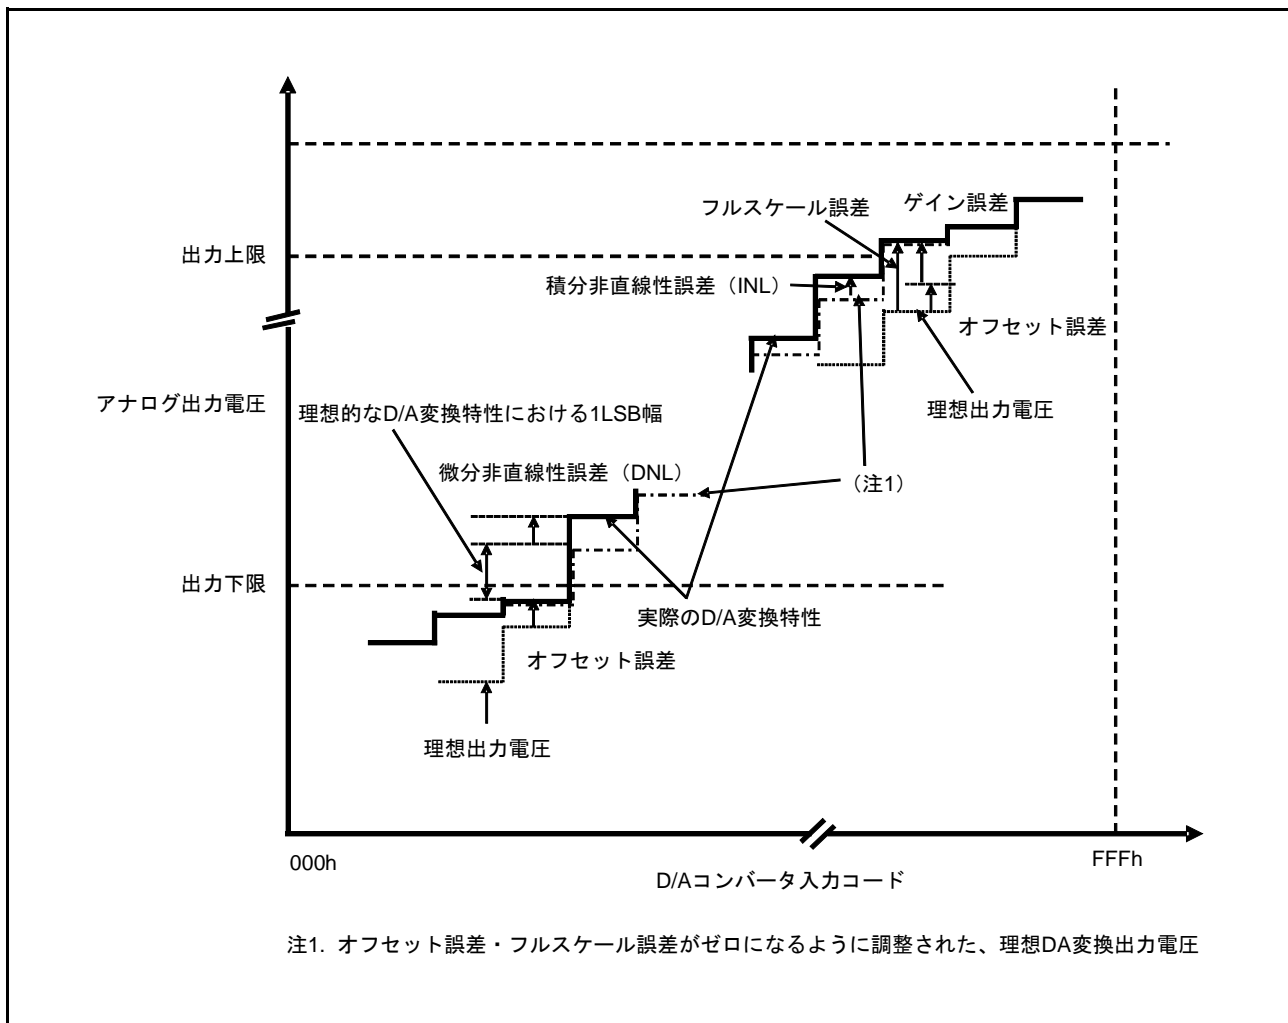 フルスケール誤差
ゲイン誤差
出力上限
積分非直線性誤差（INL）
オフセット誤差
アナログ出力電圧
理想的なD/A変換特性における1LSB幅
理想出力電圧
微分非直線性誤差（DNL）
（注1）
出力下限
実際のD/A変換特性
オフセット誤差
理想出力電圧
000h
FFFh
D/Aコンバータ入力コード
注1. オフセット誤差・フルスケール誤差がゼロになるように調整された、理想DA変換出力電圧